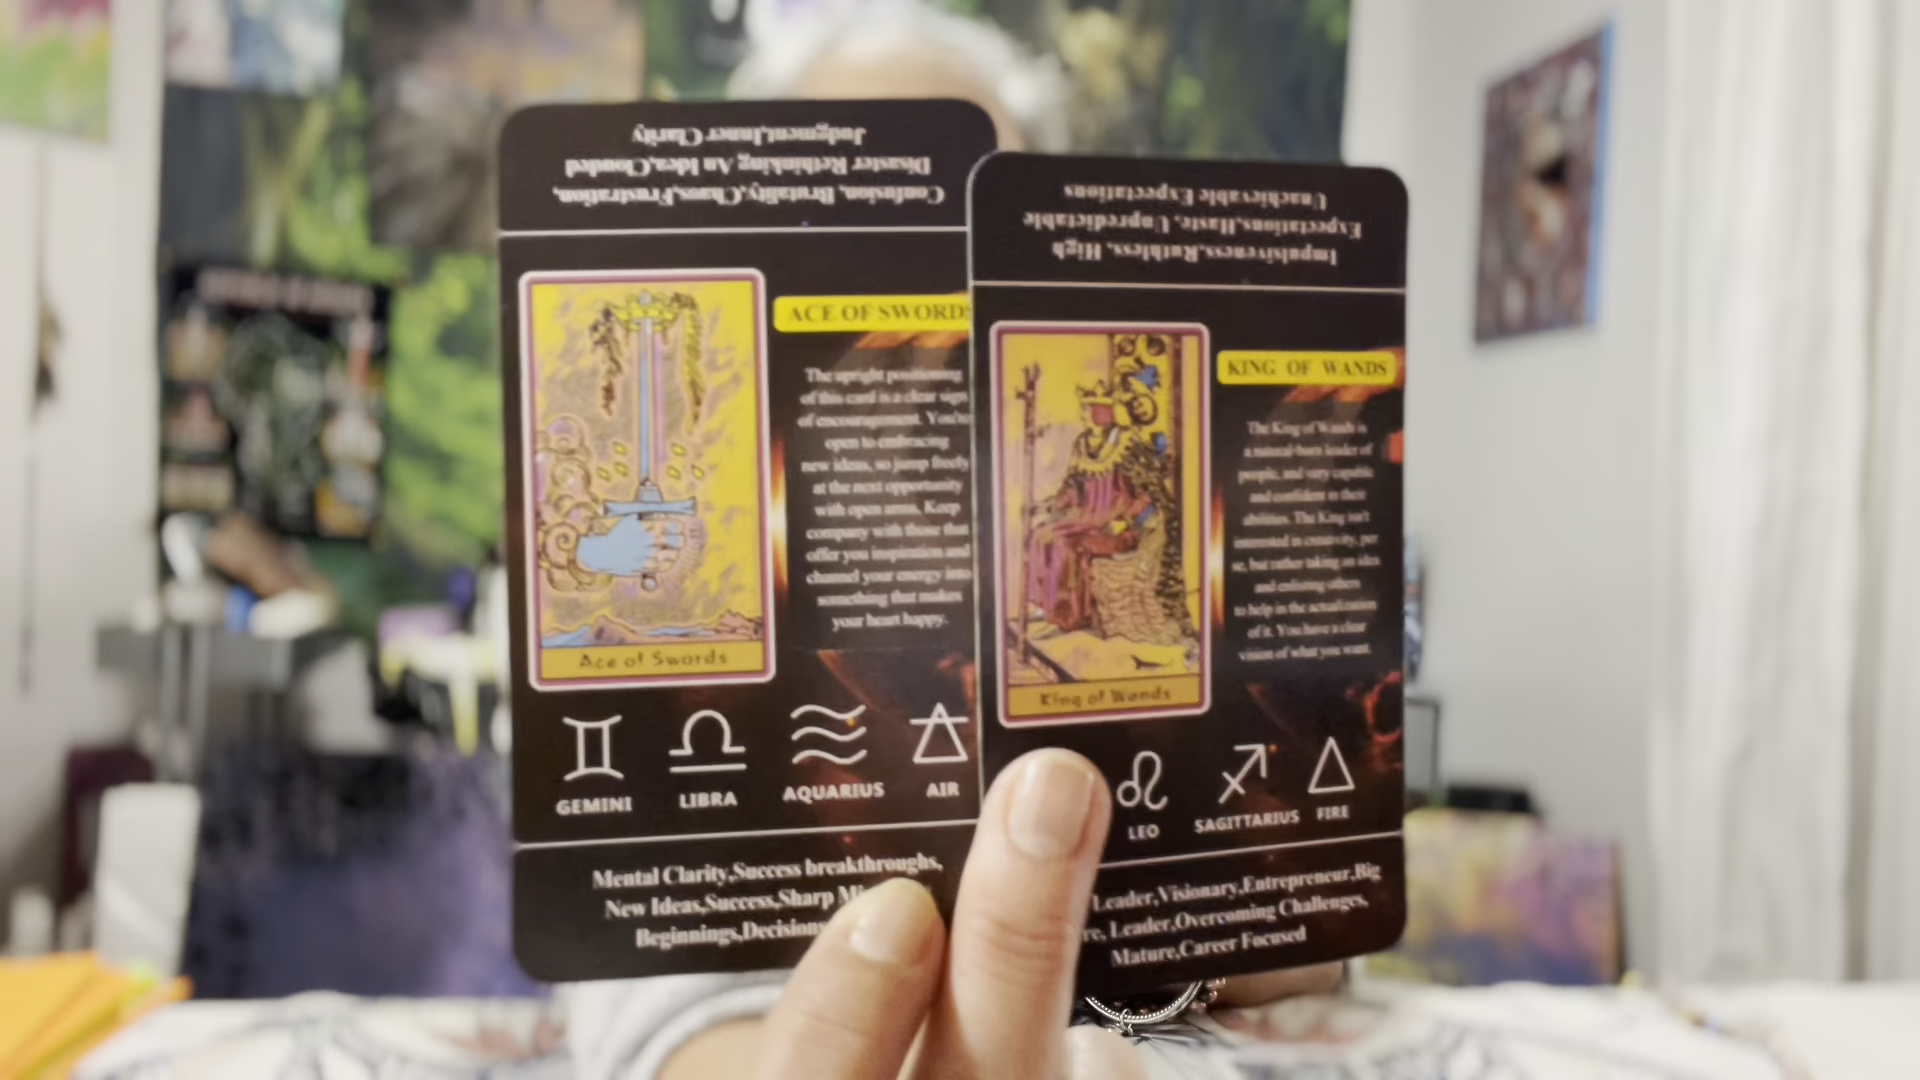 Confusion, Brutality,Chaos,Frustration,
Disaster Rethinking An Idea,Clouded
Judgment,Inner Clarity
ACE OF SWORDS
The upright positioning
of this card is a clear sign
of encouragement. You're
open to embracing
new ideas, so jump freely
at the next opportunity
with open arms. Keep
company with those that
offer you inspiration and
channel your energy into
something that makes
your heart happy.
Ace of Swords
GEMINI
LIBRA
AQUARIUS
AIR
Mental Clarity,Success breakthroughs,
New Ideas,Success,Sharp
Beginnings,Decisions
Impulsiveness,Ruthless, High
Expectations,Haste, Unpredictable
Unachievable Expectations
KING OF WANDS
The King of Wands is
a natural-born leader of
people, and very capable
and confident in their
abilities. The King isn't
interested in creativity, per
se, but rather taking an idea
and enlisting others
to help in the actualization
of it. You have a clear
vision of what you want.
King of Wands
LEO
SAGITTARIUS
FIRE
Leader,Visionary,Entrepreneur,Big
Leader,Overcoming Challenges,
Mature,Career Focused